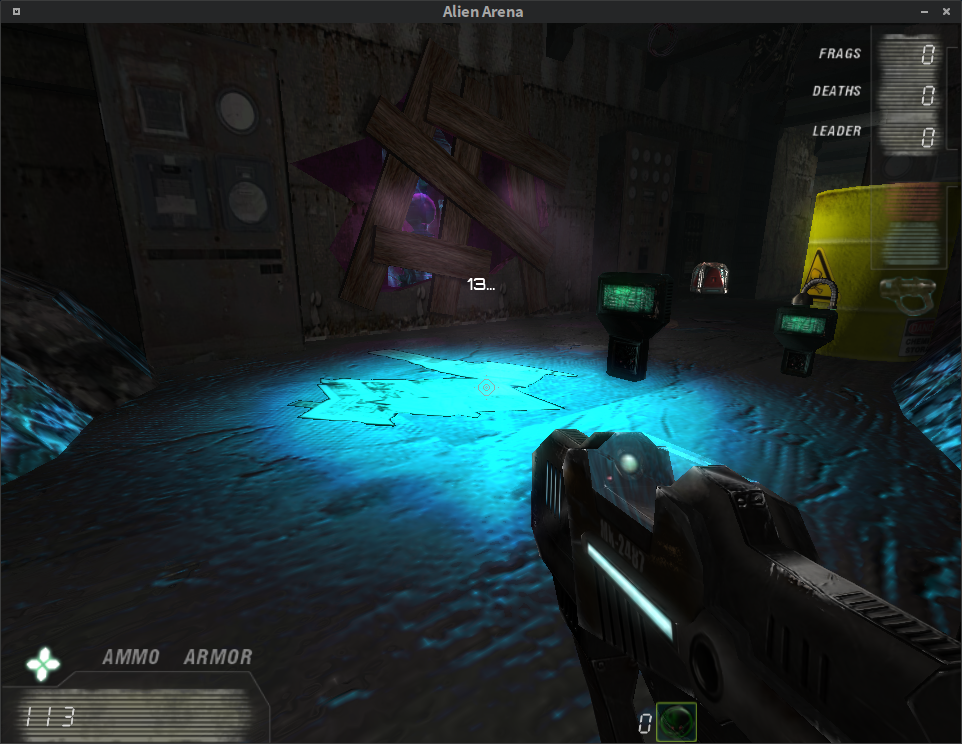 Alien Arena
FRAGS 0
DEATHS 0
LEADER 0
13...
AMMO ARMOR
113
0